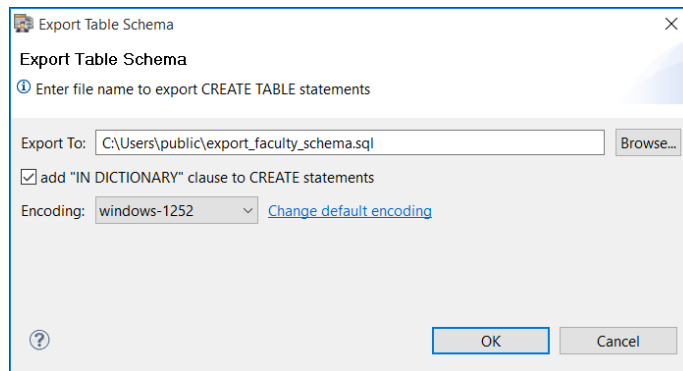 Export Table Schema
Export Table Schema
Enter file name to export CREATE TABLE statements
Export To: C:\Users\public\export_faculty_schema.sql Browse...
add "IN DICTIONARY" clause to CREATE statements
Encoding: windows-1252 Change default encoding
OK Cancel